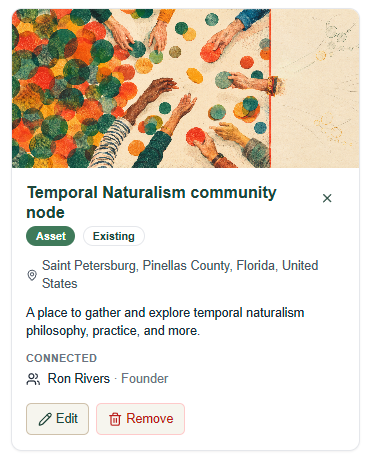 Temporal Naturalism community
node
Asset
Existing
Saint Petersburg, Pinellas County, Florida, United
States
A place to gather and explore temporal naturalism
philosophy, practice, and more.
CONNECTED
Ron Rivers · Founder
Edit
Remove